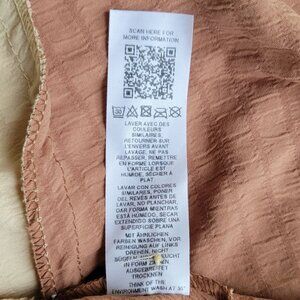 SCAN HERE FOR
MORE INFORMATION
LAVER AVEC DES
COULEURS
SIMILAIRES,
RETOURNER SUR
L'ENVERS AVANT
LAVAGE, NE PAS
REPASSER, REMETTRE
EN FORME LORSQUE
L'ARTICLE EST
HUMIDE, SÉCHER À
PLAT
LAVAR CON COLORES
SIMILARES, PONER
DEL REVÉS ANTES DE
LAVAR, NO PLANCHAR,
DAR FORMA MIENTRAS
ESTÁ HÚMEDO, SECAR
EXTENDIDO SOBRE UNA
SUPERFICIE PLANA
MIT ÄHNLICHEN
FARBEN WASCHEN, VOR
REINIGUNG AUF LINKS
DREHEN, NICHT
IN FORM ZIEHEN
AUSGEBREITET
TROCKNEN
THINK OF THE
ENVIRONMENT WASH AT 30°